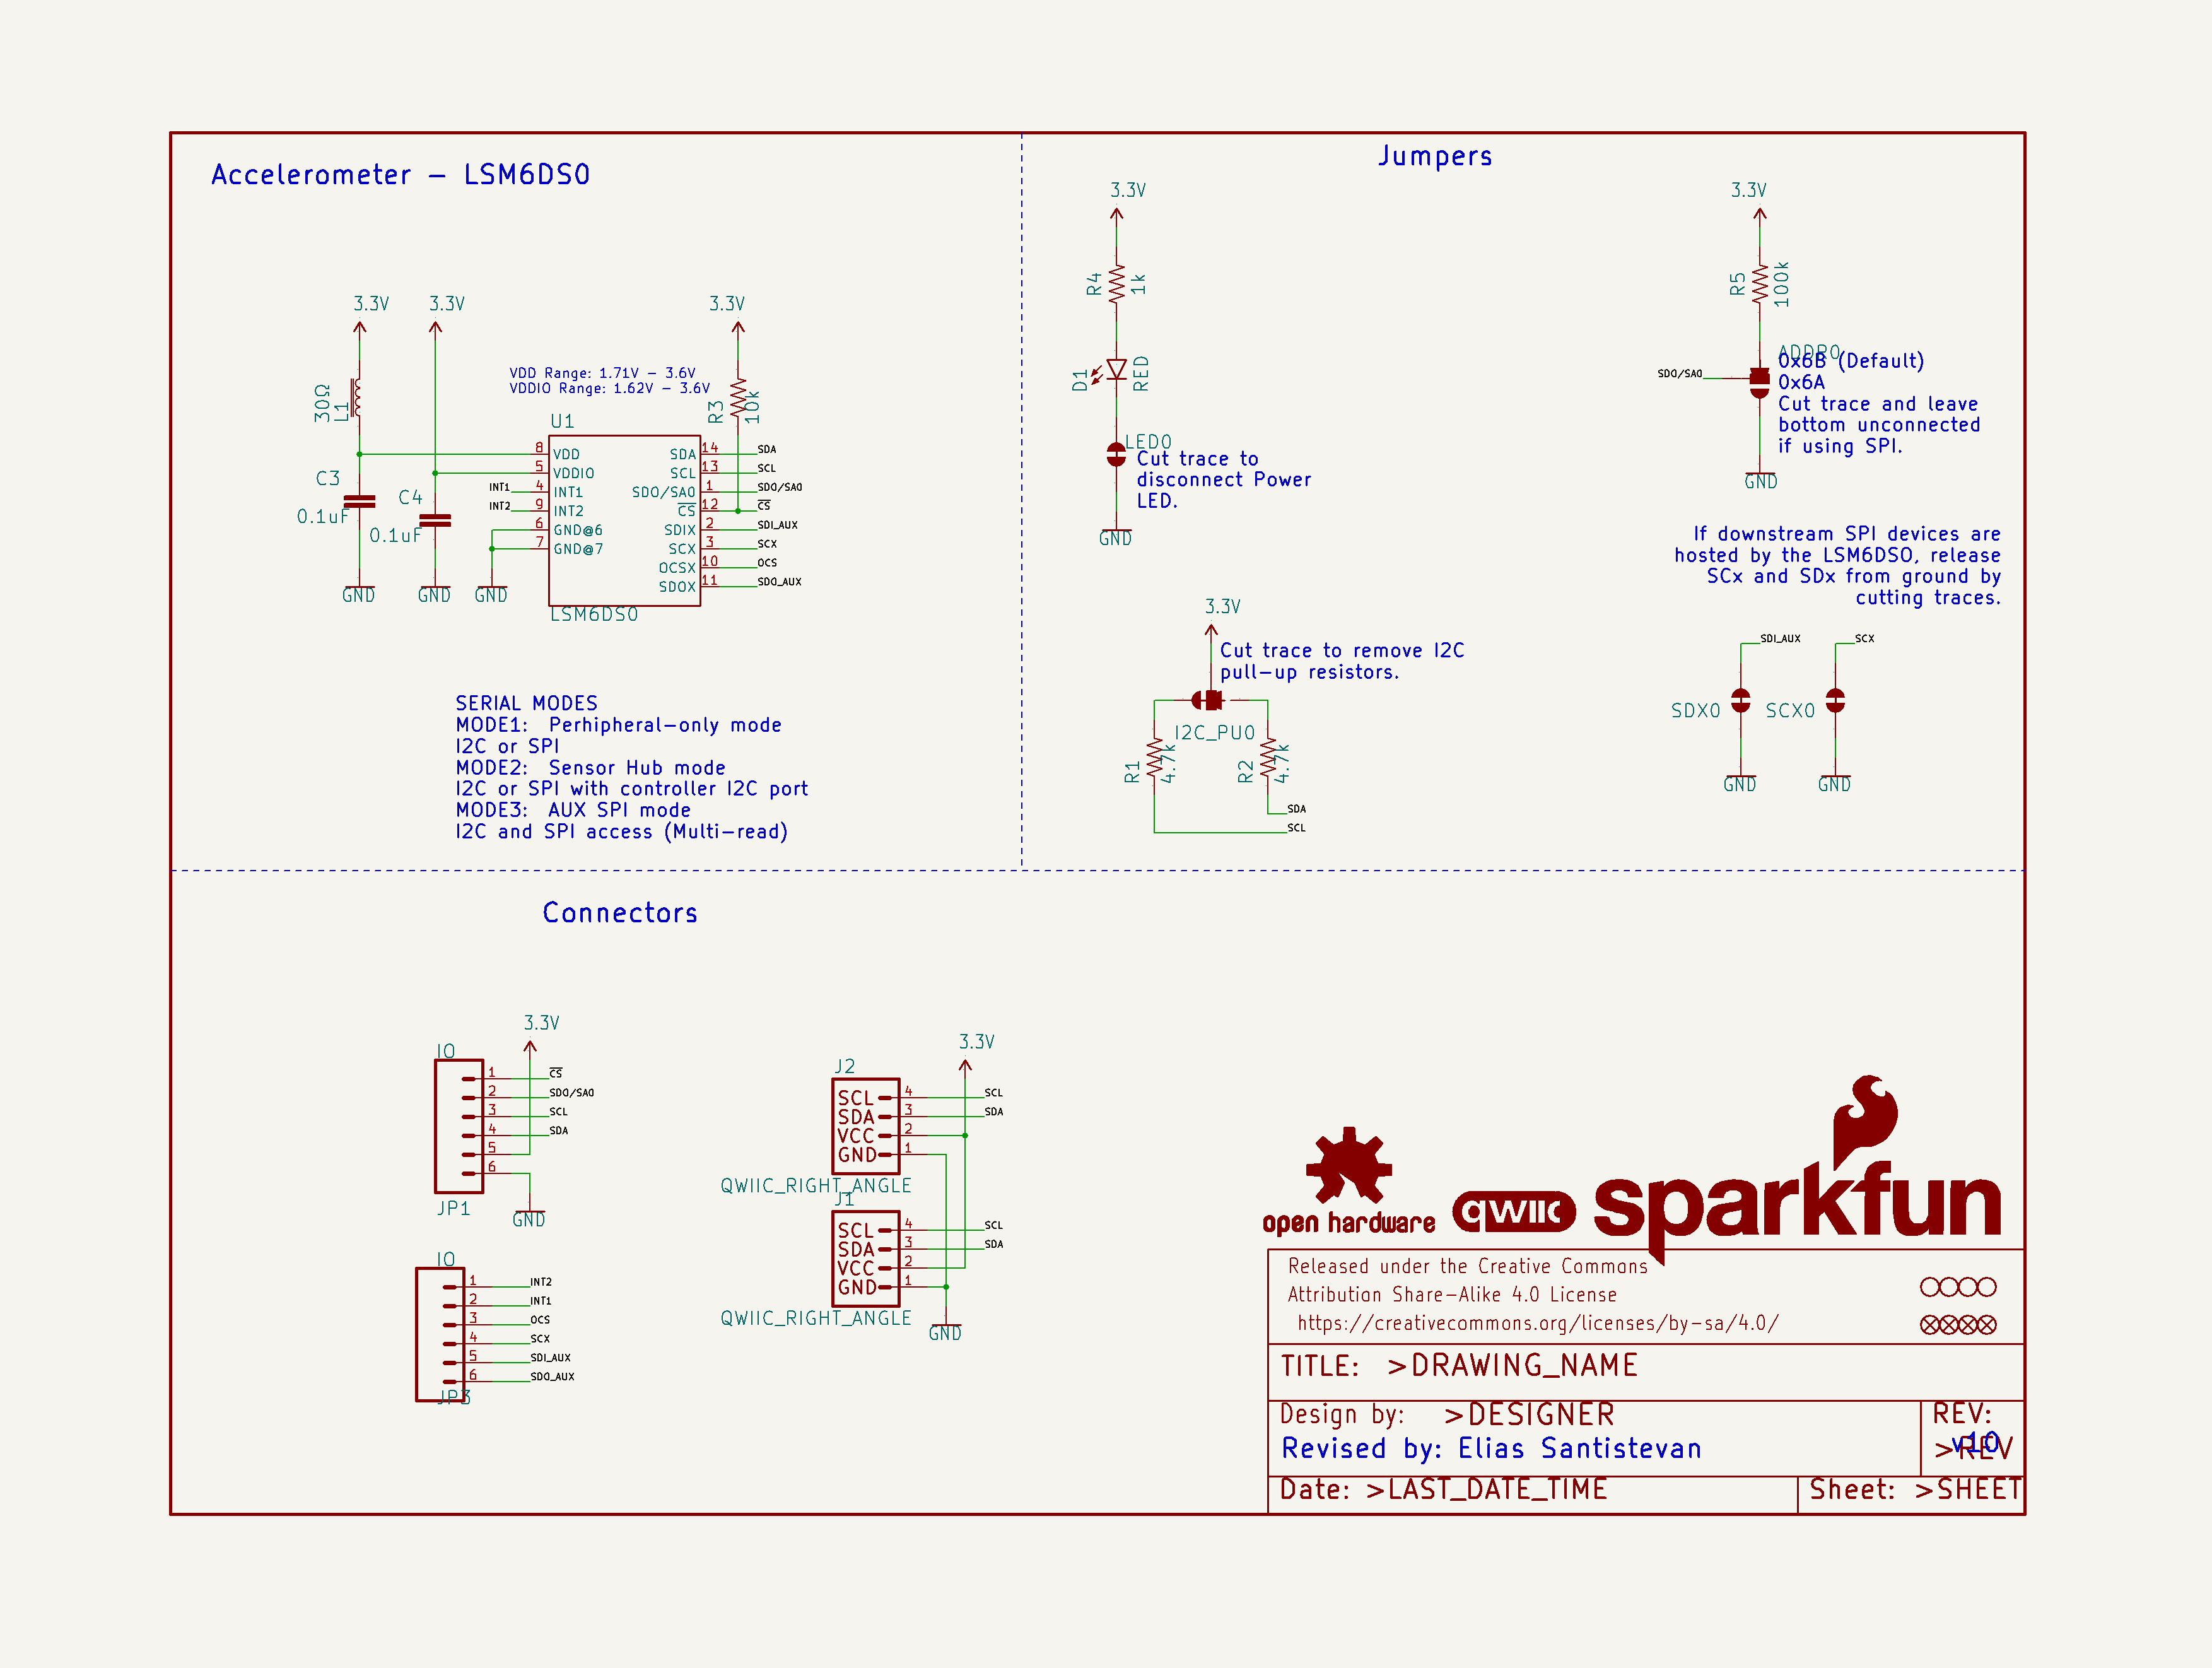 Accelerometer - LSM6DSO
3.3V
3.3V
3.3V
VDD Range: 1.71V - 3.6V
VDDIO Range: 1.62V - 3.6V
30Ω
L1
R3
10k
U1
8
VDD
5
VDDIO
INT1
4
INT1
INT2
9
INT2
6
GND@6
7
GND@7
SDA
14
SDA
SCL
13
SCL
SDO/SA0
1
SDO/SA0
CS
12
CS
SDIX
2
SDI_AUX
SCX
3
SCX
OCSX
10
OCS
SDOX
11
SDO_AUX
C3
0.1uF
C4
0.1uF
GND
GND
GND
LSM6DSO
SERIAL MODES
MODE1:  Perhipheral-only mode
I2C or SPI
MODE2:  Sensor Hub mode
I2C or SPI with controller I2C port
MODE3:  AUX SPI mode
I2C and SPI access (Multi-read)
Jumpers
3.3V
R4
1k
D1
RED
LED0
Cut trace to
disconnect Power
LED.
GND
3.3V
R5
100k
ADDR0
SDO/SA0
0x6B (Default)
0x6A
Cut trace and leave
bottom unconnected
if using SPI.
GND
If downstream SPI devices are
hosted by the LSM6DSO, release
SCx and SDx from ground by
cutting traces.
3.3V
Cut trace to remove I2C
pull-up resistors.
I2C_PU0
R1
4.7k
R2
4.7k
SDA
SCL
SDI_AUX
SCX
SDX0
SCX0
GND
GND
Connectors
3.3V
IO
1
CS
2
SDO/SA0
3
SCL
4
SDA
5
6
JP1
GND
IO
1
INT2
2
INT1
3
OCS
4
SCX
5
SDI_AUX
6
SDO_AUX
JP3
3.3V
J2
SCL
4
SCL
SDA
3
SDA
VCC
2
GND
1
QWIIC_RIGHT_ANGLE
J1
SCL
4
SCL
SDA
3
SDA
VCC
2
GND
1
QWIIC_RIGHT_ANGLE
GND
open hardware
qwiic
sparkfun
Released under the Creative Commons
Attribution Share-Alike 4.0 License
https://creativecommons.org/licenses/by-sa/4.0/
TITLE:  >DRAWING_NAME
Design by:  >DESIGNER
REV:
Revised by: Elias Santistevan
v10
>REV
Date: >LAST_DATE_TIME
Sheet: >SHEET